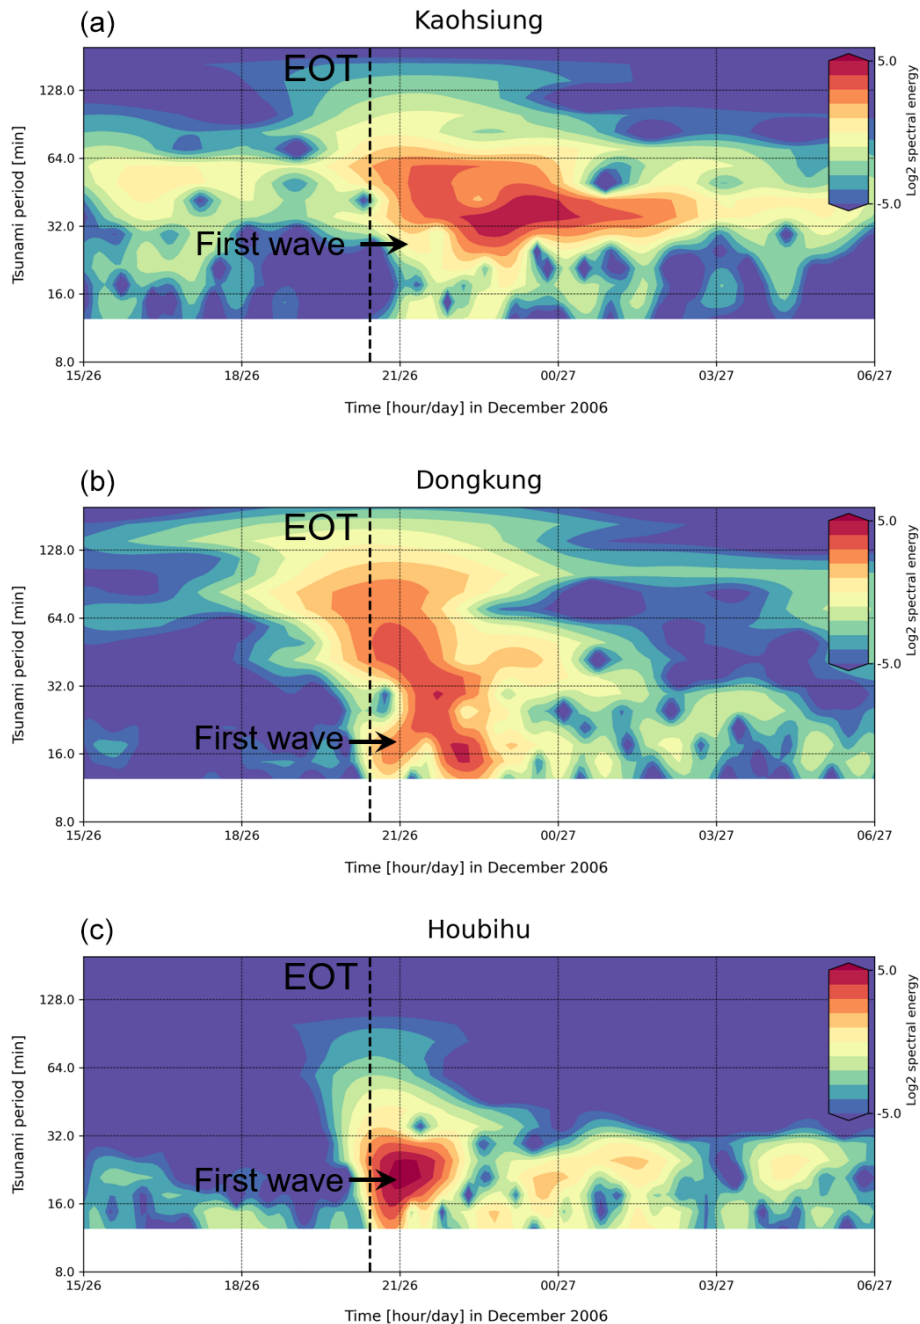 (a)
Kaohsiung
EOT
First wave
5.0
-5.0
Log2 spectral energy
Tsunami period [min]
128.0
64.0
32.0
16.0
8.0
15/26 18/26 21/26 00/27 03/27 06/27
Time [hour/day] in December 2006
(b)
Dongkung
EOT
First wave
5.0
-5.0
Log2 spectral energy
Tsunami period [min]
128.0
64.0
32.0
16.0
8.0
15/26 18/26 21/26 00/27 03/27 06/27
Time [hour/day] in December 2006
(c)
Houbihu
EOT
First wave
5.0
-5.0
Log2 spectral energy
Tsunami period [min]
128.0
64.0
32.0
16.0
8.0
15/26 18/26 21/26 00/27 03/27 06/27
Time [hour/day] in December 2006